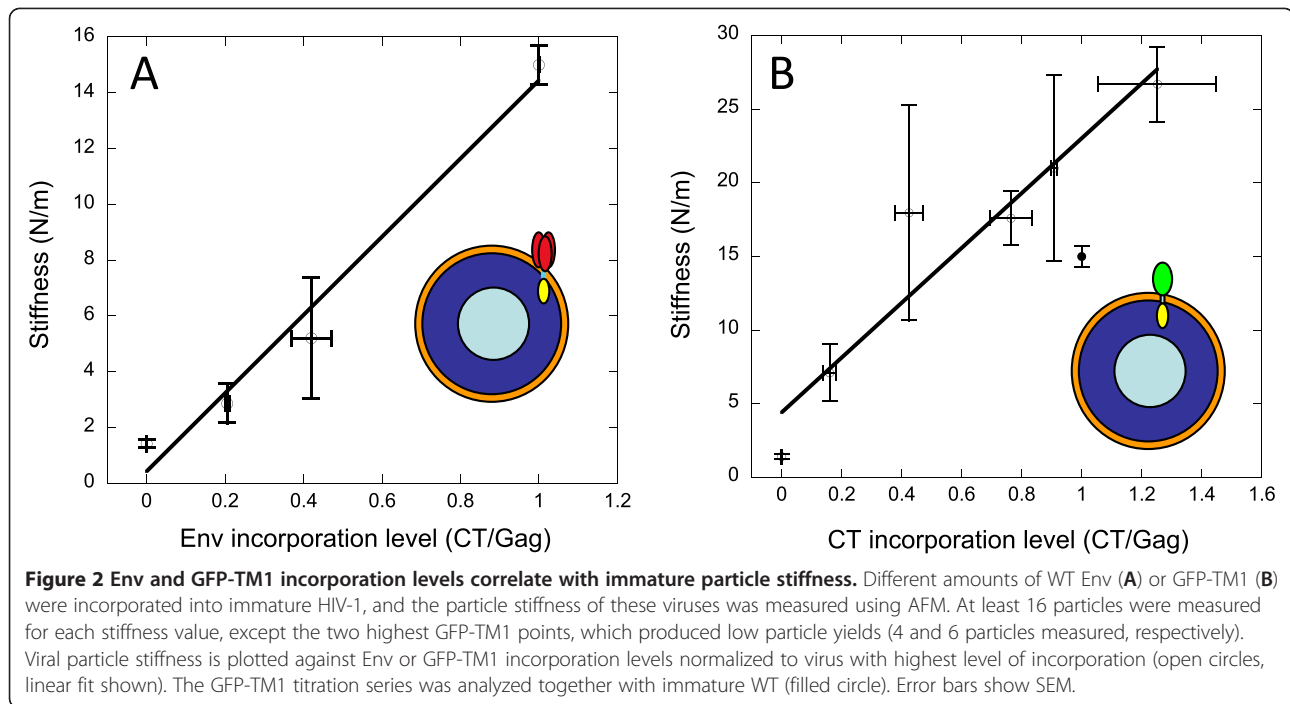 A
Stiffness (N/m)
16
14
12
10
8
6
4
2
0
0 0.2 0.4 0.6 0.8 1 1.2
Env incorporation level (CT/Gag)
B
Stiffness (N/m)
30
25
20
15
10
5
0
0 0.2 0.4 0.6 0.8 1 1.2 1.4 1.6
CT incorporation level (CT/Gag)
Figure 2 Env and GFP-TM1 incorporation levels correlate with immature particle stiffness. Different amounts of WT Env (A) or GFP-TM1 (B)
were incorporated into immature HIV-1, and the particle stiffness of these viruses was measured using AFM. At least 16 particles were measured
for each stiffness value, except the two highest GFP-TM1 points, which produced low particle yields (4 and 6 particles measured, respectively).
Viral particle stiffness is plotted against Env or GFP-TM1 incorporation levels normalized to virus with highest level of incorporation (open circles,
linear fit shown). The GFP-TM1 titration series was analyzed together with immature WT (filled circle). Error bars show SEM.